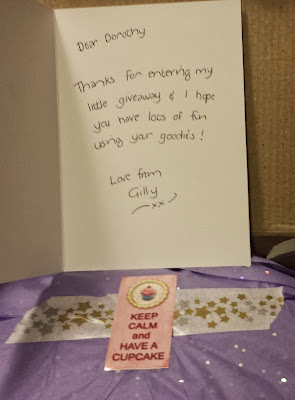 Dear Dorothy
Thanks for entering my
little giveaway & I hope
you have lots of fun
using your goodies!
Love from
Gilly
xx
KEEP
CALM
and
HAVE A
CUPCAKE